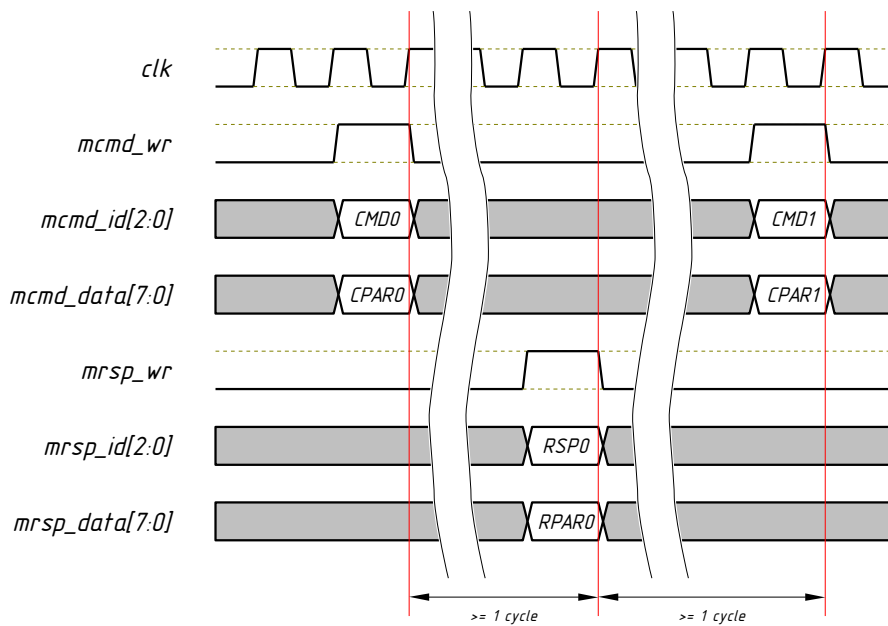 clk
mcmd_wr
mcmd_id[2:0] CMD0 CMD1
mcmd_data[7:0] CPAR0 CPAR1
mrsp_wr
mrsp_id[2:0] RSP0
mrsp_data[7:0] RPAR0
>= 1 cycle >= 1 cycle